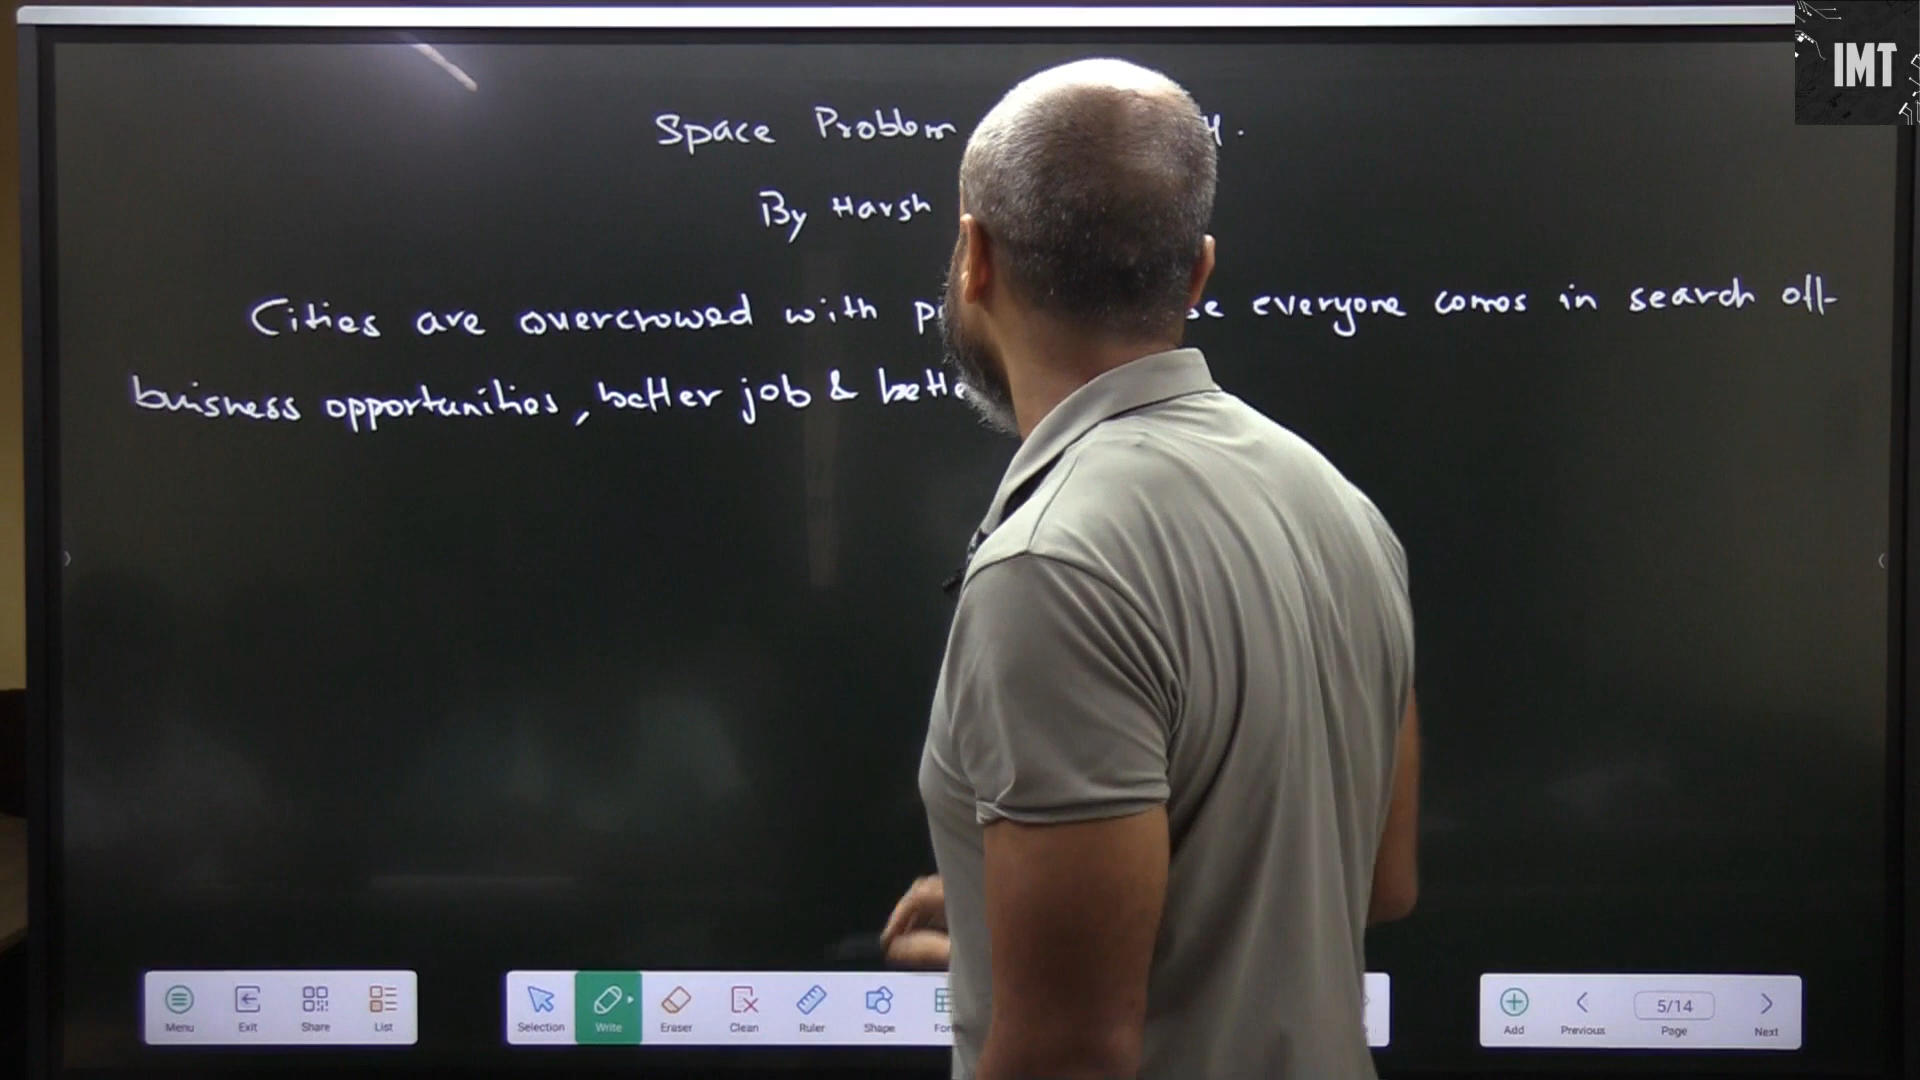 IMT
Space Problem
By Harsh
Cities are overcrowed with everyone comes in search off
buisness opportunities, better job &
Menu Exit Share List Selection Write Eraser Clean Ruler Shape Add Previous 5/14 Page Next